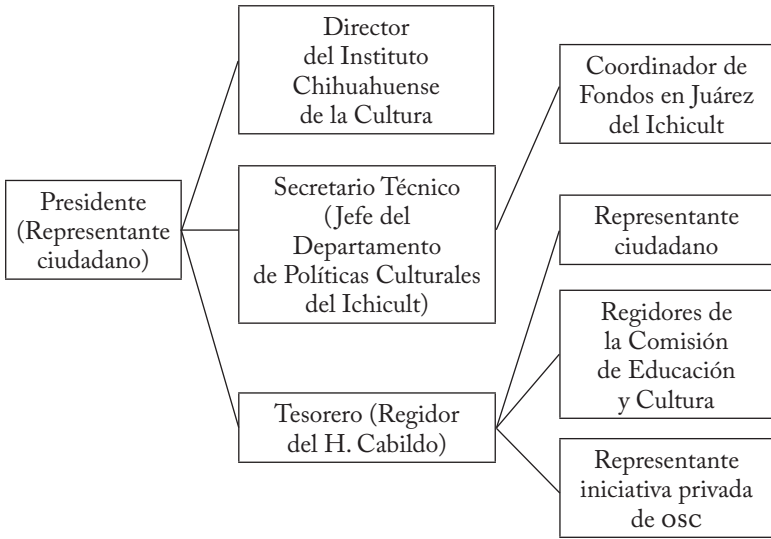 Presidente
(Representante
ciudadano)
Director
del Instituto
Chihuahuense
de la Cultura
Secretario Técnico
(Jefe del
Departamento
de Políticas Culturales
del Ichicult)
Tesorero (Regidor
del H. Cabildo)
Coordinador de
Fondos en Juárez
del Ichicult
Representante
ciudadano
Regidores de
la Comisión
de Educación
y Cultura
Representante
iniciativa privada
de OSC